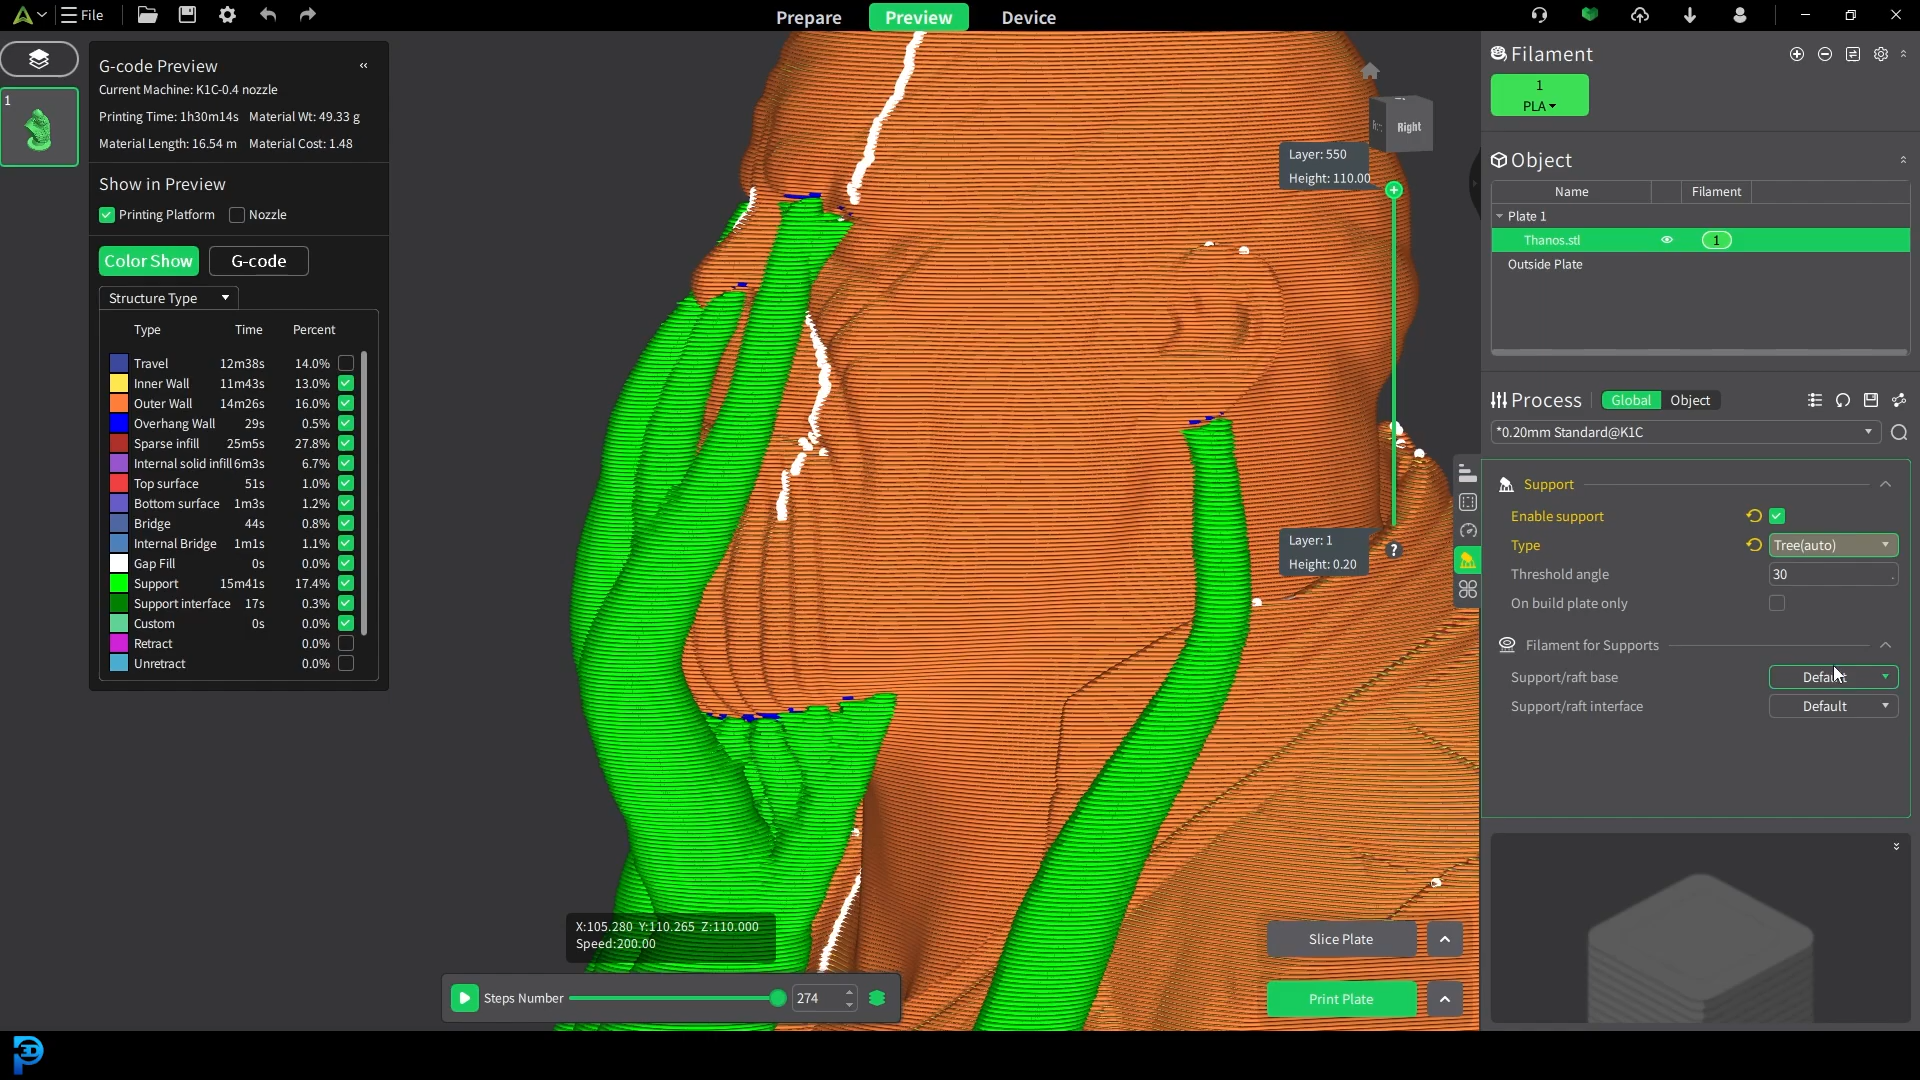 File
Prepare
Preview
Device
1
G-code Preview
«
Current Machine: K1C-0.4 nozzle
Printing Time: 1h30m14s Material Wt: 49.33 g
Material Length: 16.54 m Material Cost: 1.48
Show in Preview
Printing Platform
Nozzle
Color Show
G-code
Structure Type
Type Time Percent
Travel 12m38s 14.0%
Inner Wall 11m43s 13.0%
Outer Wall 14m26s 16.0%
Overhang Wall 29s 0.5%
Sparse infill 25m5s 27.8%
Internal solid infill 6m3s 6.7%
Top surface 51s 1.0%
Bottom surface 1m3s 1.2%
Bridge 44s 0.8%
Internal Bridge 1m1s 1.1%
Gap Fill 0s 0.0%
Support 15m41s 17.4%
Support interface 17s 0.3%
Custom 0s 0.0%
Retract 0.0%
Unretract 0.0%
Right
Layer: 550
Height: 110.00
Layer: 1
Height: 0.20
?
X:105.280 Y:110.265 Z:110.000
Speed:200.00
Steps Number 274
Slice Plate
Print Plate
Filament
1
PLA
Object
Name Filament
Plate 1
Thanos.stl 1
Outside Plate
Process Global Object
*0.20mm Standard@K1C
Support
Enable support
Type Tree(auto)
Threshold angle 30
On build plate only
Filament for Supports
Support/raft base Default
Support/raft interface Default
3D